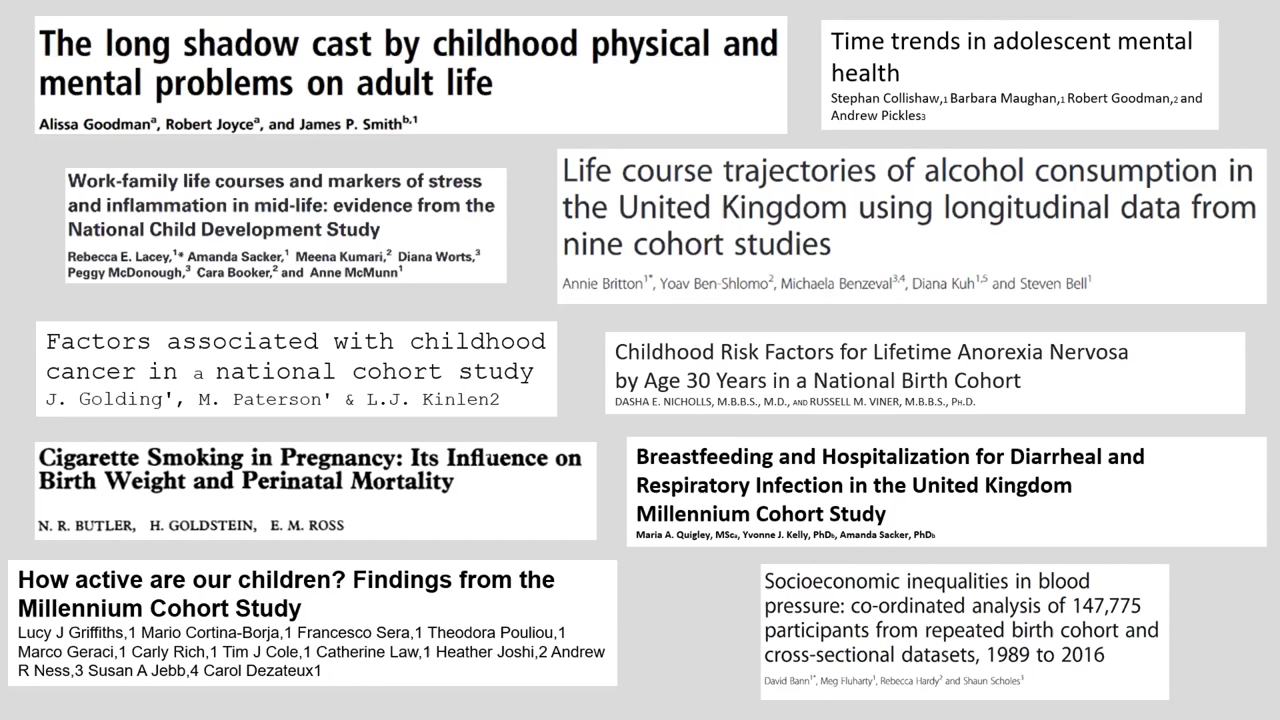 The long shadow cast by childhood physical and
mental problems on adult life
Alissa Goodmanª, Robert Joyceª, and James P. Smithᵇ,¹
Time trends in adolescent mental
health
Stephan Collishaw,1 Barbara Maughan,1 Robert Goodman,2 and
Andrew Pickles3
Work-family life courses and markers of stress
and inflammation in mid-life: evidence from the
National Child Development Study
Rebecca E. Lacey,¹* Amanda Sacker,¹ Meena Kumari,² Diana Worts,³
Peggy McDonough,³ Cara Booker,² and Anne McMunn¹
Life course trajectories of alcohol consumption in
the United Kingdom using longitudinal data from
nine cohort studies
Annie Britton¹*, Yoav Ben-Shlomo², Michaela Benzeval³,⁴, Diana Kuh¹,⁵ and Steven Bell¹
Factors associated with childhood
cancer in a national cohort study
J. Golding', M. Paterson' & L.J. Kinlen2
Childhood Risk Factors for Lifetime Anorexia Nervosa
by Age 30 Years in a National Birth Cohort
DASHA E. NICHOLLS, M.B.B.S., M.D., AND RUSSELL M. VINER, M.B.B.S., PH.D.
Cigarette Smoking in Pregnancy: Its Influence on
Birth Weight and Perinatal Mortality
N. R. BUTLER, H. GOLDSTEIN, E. M. ROSS
Breastfeeding and Hospitalization for Diarrheal and
Respiratory Infection in the United Kingdom
Millennium Cohort Study
Maria A. Quigley, MSca, Yvonne J. Kelly, PhDb, Amanda Sacker, PhDb
How active are our children? Findings from the
Millennium Cohort Study
Lucy J Griffiths,1 Mario Cortina-Borja,1 Francesco Sera,1 Theodora Pouliou,1
Marco Geraci,1 Carly Rich,1 Tim J Cole,1 Catherine Law,1 Heather Joshi,2 Andrew
R Ness,3 Susan A Jebb,4 Carol Dezateux1
Socioeconomic inequalities in blood
pressure: co-ordinated analysis of 147,775
participants from repeated birth cohort and
cross-sectional datasets, 1989 to 2016
David Bann¹*, Meg Fluharty¹, Rebecca Hardy² and Shaun Scholes³